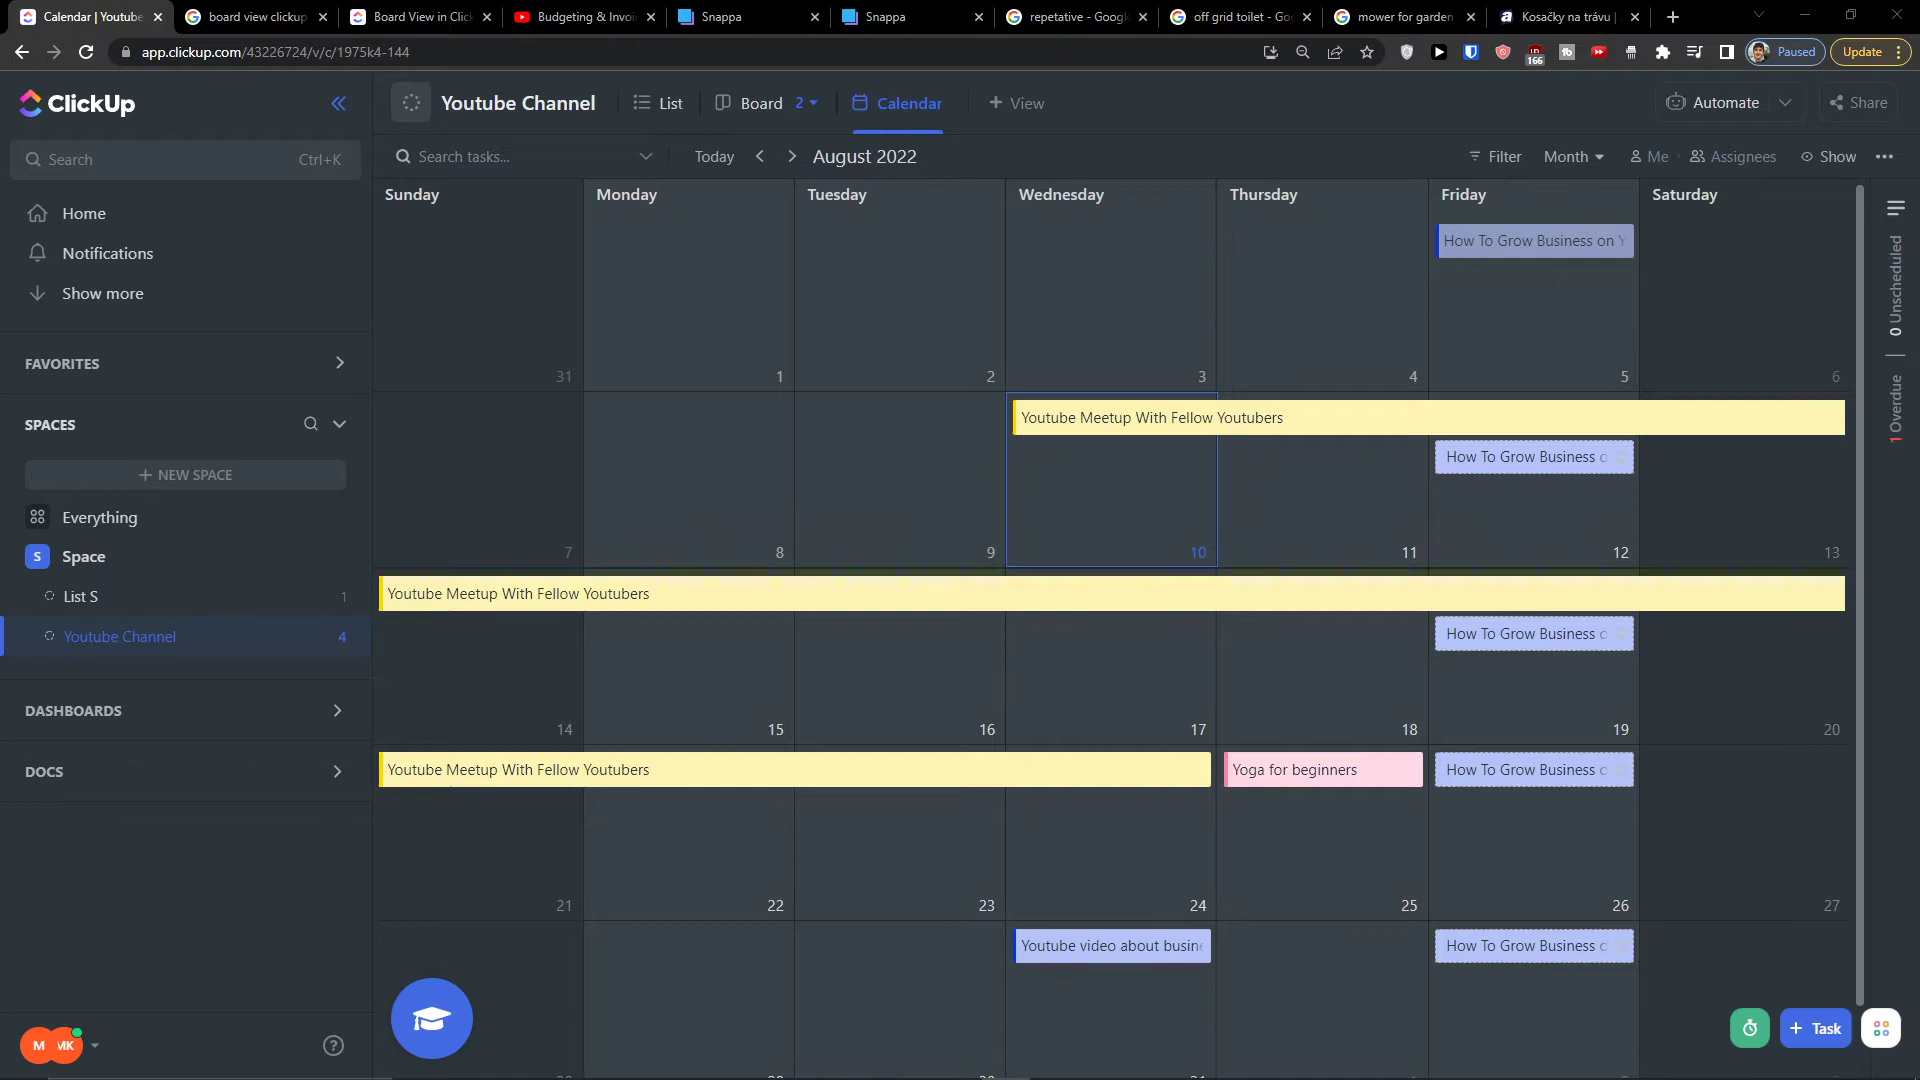 Calendar | Youtube
board view clickup
Board View in Click
Budgeting & Invoi
Snappa
Snappa
repetative - Google
off grid toilet - Go
mower for garden
Kosačky na trávu |
app.clickup.com/43226724/v/c/1975k4-144
166
Paused
Update
ClickUp
Youtube Channel
List
Board 2
Calendar
+ View
Automate
Share
Search
Ctrl+K
Search tasks...
Today
August 2022
Filter
Month
Me
Assignees
Show
Sunday
Monday
Tuesday
Wednesday
Thursday
Friday
Saturday
Home
Notifications
Show more
FAVORITES
SPACES
+ NEW SPACE
Everything
S Space
List S 1
Youtube Channel 4
DASHBOARDS
DOCS
M MK
How To Grow Business on Y
31 1 2 3 4 5 6
Youtube Meetup With Fellow Youtubers
How To Grow Business o
7 8 9 10 11 12 13
Youtube Meetup With Fellow Youtubers
How To Grow Business o
14 15 16 17 18 19 20
Youtube Meetup With Fellow Youtubers
Yoga for beginners
How To Grow Business o
21 22 23 24 25 26 27
Youtube video about busine
How To Grow Business o
0 Unscheduled
1 Overdue
+ Task